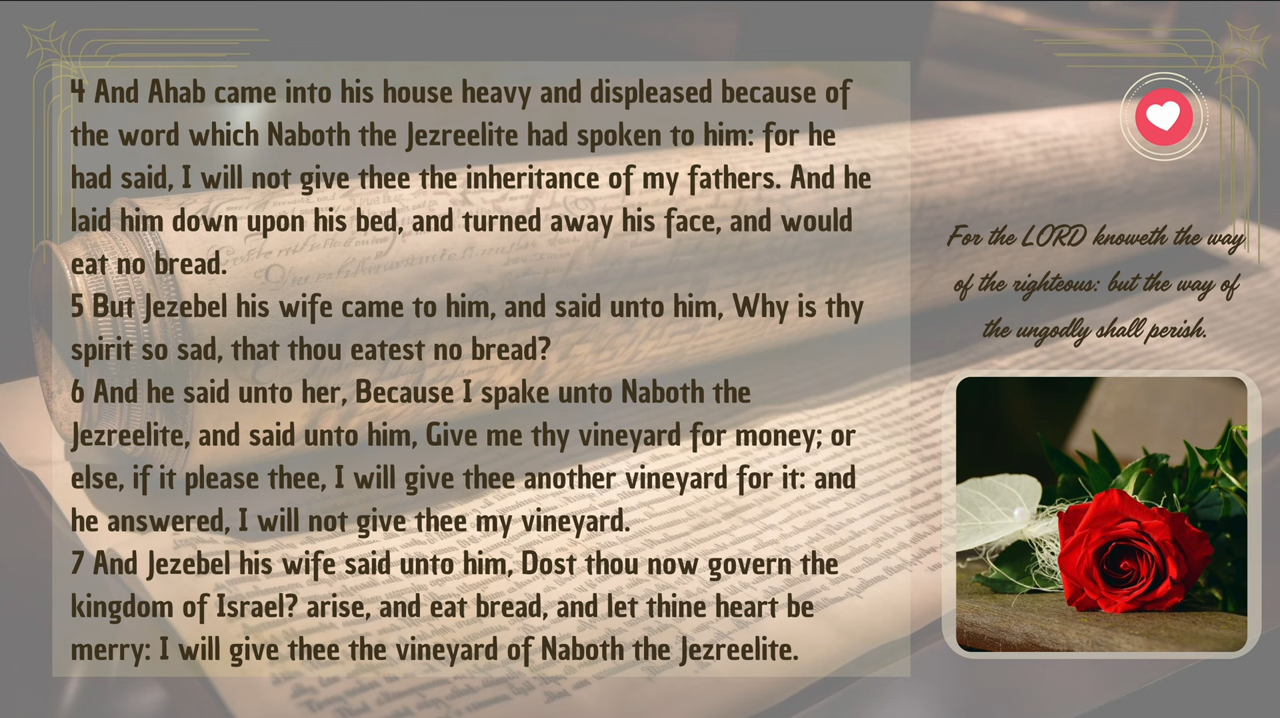 4 And Ahab came into his house heavy and displeased because of
the word which Naboth the Jezreelite had spoken to him: for he
had said, I will not give thee the inheritance of my fathers. And he
laid him down upon his bed, and turned away his face, and would
eat no bread.
5 But Jezebel his wife came to him, and said unto him, Why is thy
spirit so sad, that thou eatest no bread?
6 And he said unto her, Because I spake unto Naboth the
Jezreelite, and said unto him, Give me thy vineyard for money; or
else, if it please thee, I will give thee another vineyard for it: and
he answered, I will not give thee my vineyard.
7 And Jezebel his wife said unto him, Dost thou now govern the
kingdom of Israel? arise, and eat bread, and let thine heart be
merry: I will give thee the vineyard of Naboth the Jezreelite.
For the LORD knoweth the way
of the righteous: but the way of
the ungodly shall perish.